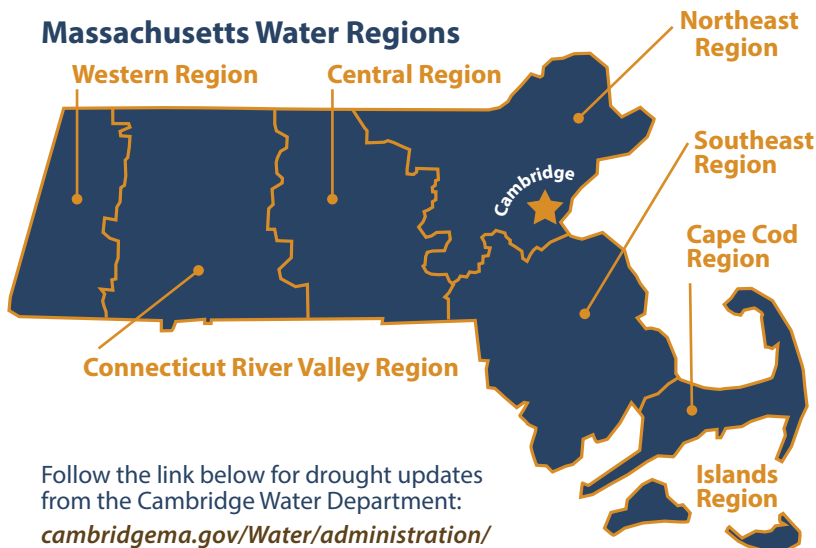 Massachusetts Water Regions
Northeast
Region
Western Region
Central Region
Southeast
Region
Cambridge
Cape Cod
Region
Connecticut River Valley Region
Islands
Region
Follow the link below for drought updates
from the Cambridge Water Department:
cambridgema.gov/Water/administration/